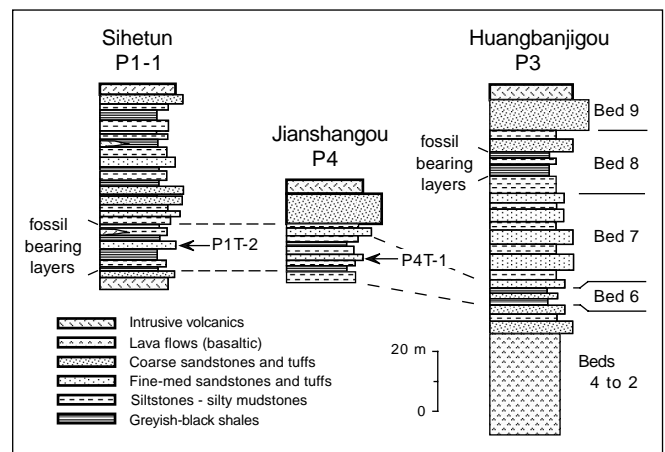 Sihetun
P1-1
Jianshangou
P4
Huangbanjigou
P3
Bed 9
fossil
bearing
layers
Bed 8
fossil
bearing
layers
P1T-2
P4T-1
Bed 7
Bed 6
Beds
4 to 2
Intrusive volcanics
Lava flows (basaltic)
Coarse sandstones and tuffs
Fine-med sandstones and tuffs
Siltstones - silty mudstones
Greyish-black shales
20 m
0